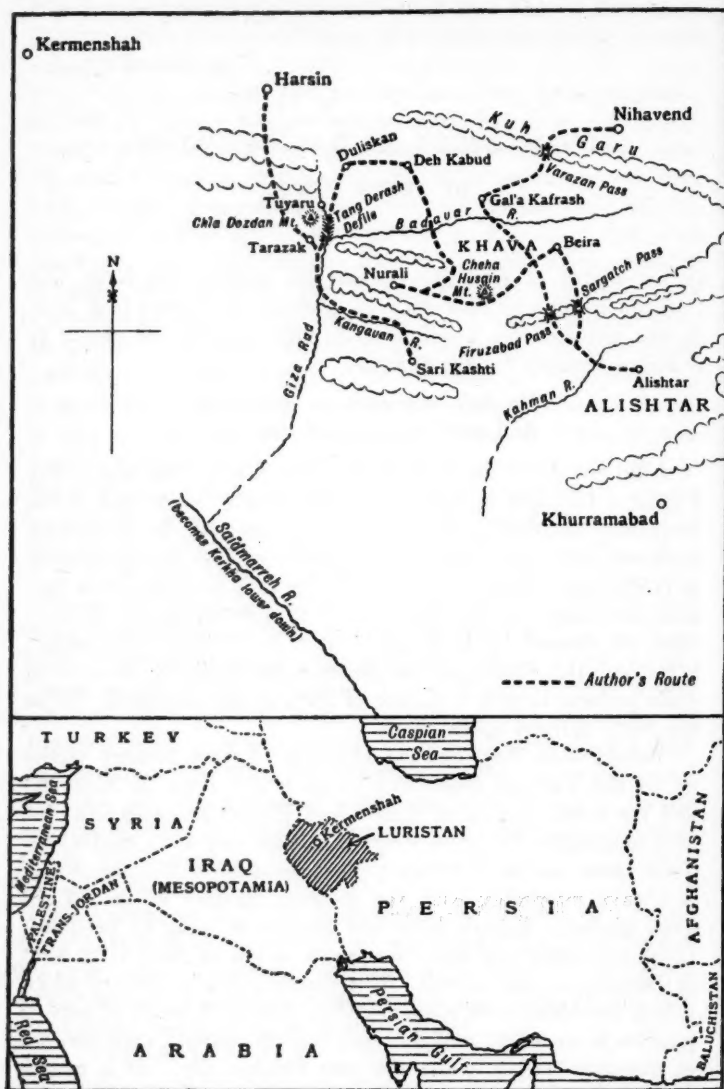 Kermenshah
Harsin
Kuh Garu
Nihavend
Varazan Pass
Duliskan
Deh Kabud
Tuyaru
Tang Derash
Defile
Gal'a Kafrash
Chla Dozdan Mt.
Badavar R.
Tarazak
KHAVA
Beira
N
Nurali
Cheha
Husain
Mt.
Sargatch Pass
Kangavan R.
Firuzabad Pass
Giza Rad
Sari Kashti
Alishtar
Kahman R.
ALISHTAR
Khurramabad
Saidmarreh R.
(becomes Kerkha lower down)
Author's Route
TURKEY
Caspian
Sea
Mediterranean Sea
SYRIA
Kermenshah
LURISTAN
IRAQ
(MESOPOTAMIA)
PALESTINE
TRANS JORDAN
PERSIA
AFGHANISTAN
BALUCHISTAN
Red Sea
ARABIA
Persian Gulf